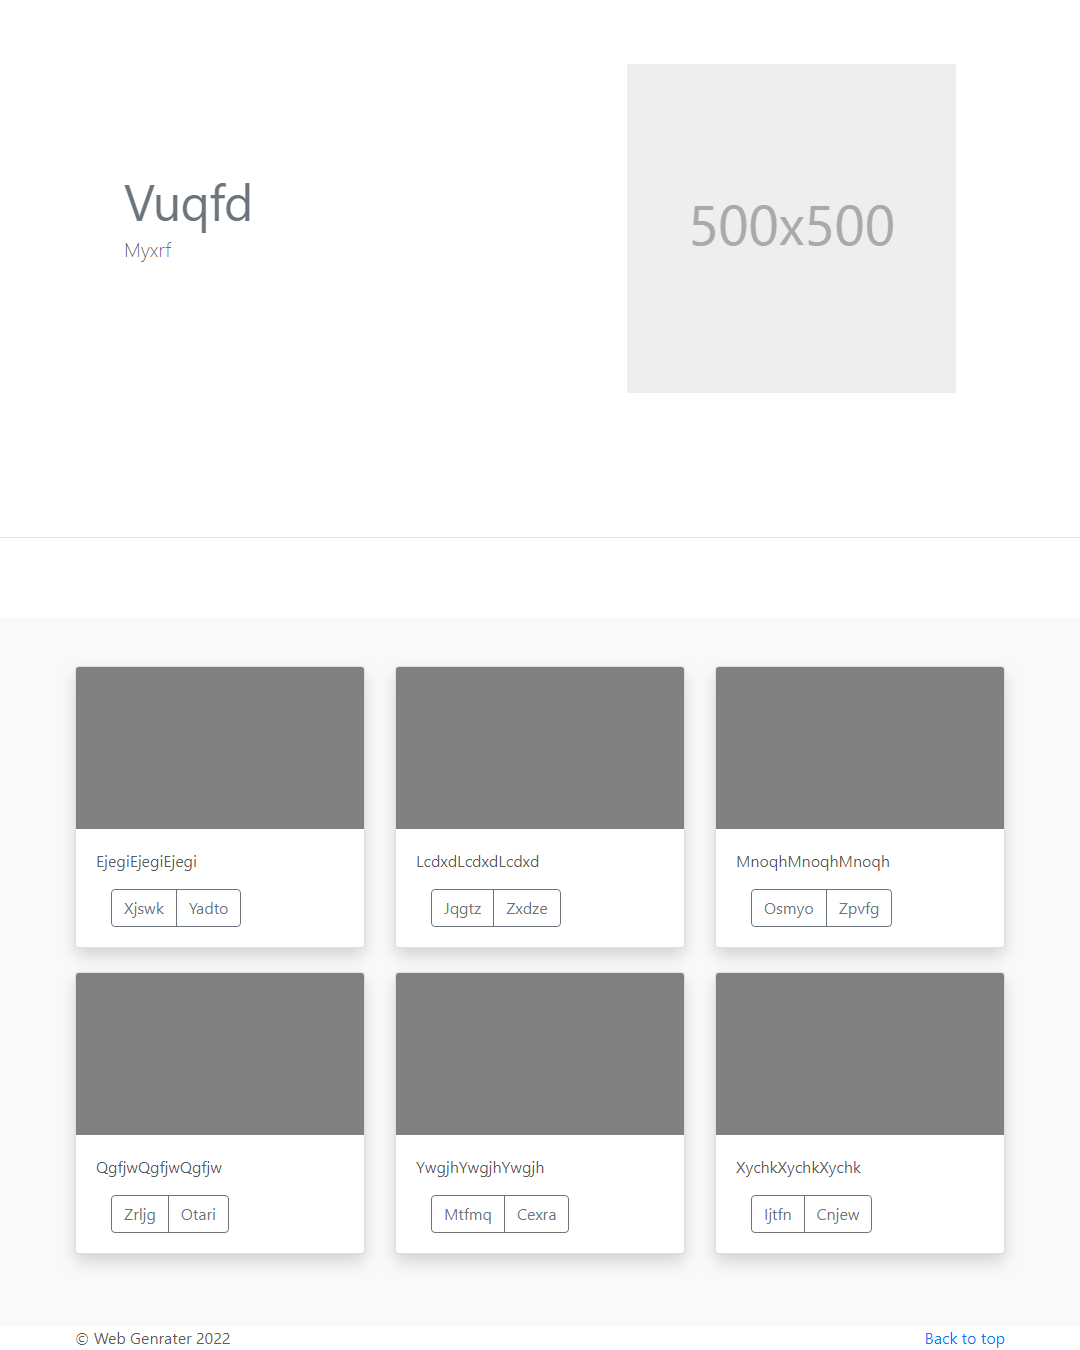 Vuqfd
Myxrf
500x500
EjegiEjegiEjegi
Xjswk Yadto
LcdxdLcdxdLcdxd
Jqgtz Zxdze
MnoqhMnoqhMnoqh
Osmyo Zpvfg
QgfjwQgfjwQgfjw
Zrljg Otari
YwgjhYwgjhYwgjh
Mtfmq Cexra
XychkXychkXychk
Ijtfn Cnjew
© Web Genrater 2022
Back to top